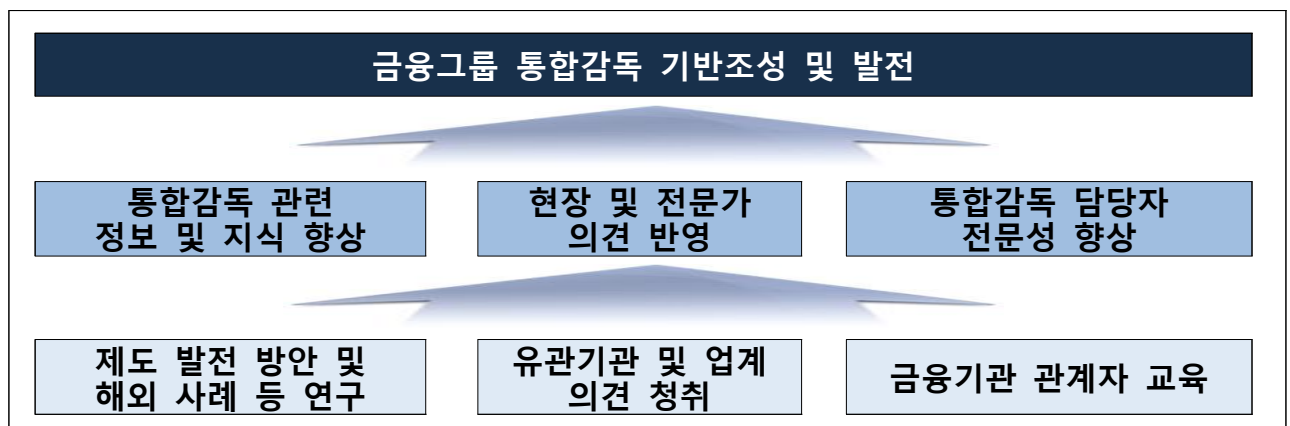 금융그룹 통합감독 기반조성 및 발전
통합감독 관련
정보 및 지식 향상
현장 및 전문가
의견 반영
통합감독 담당자
전문성 향상
제도 발전 방안 및
해외 사례 등 연구
유관기관 및 업계
의견 청취
금융기관 관계자 교육